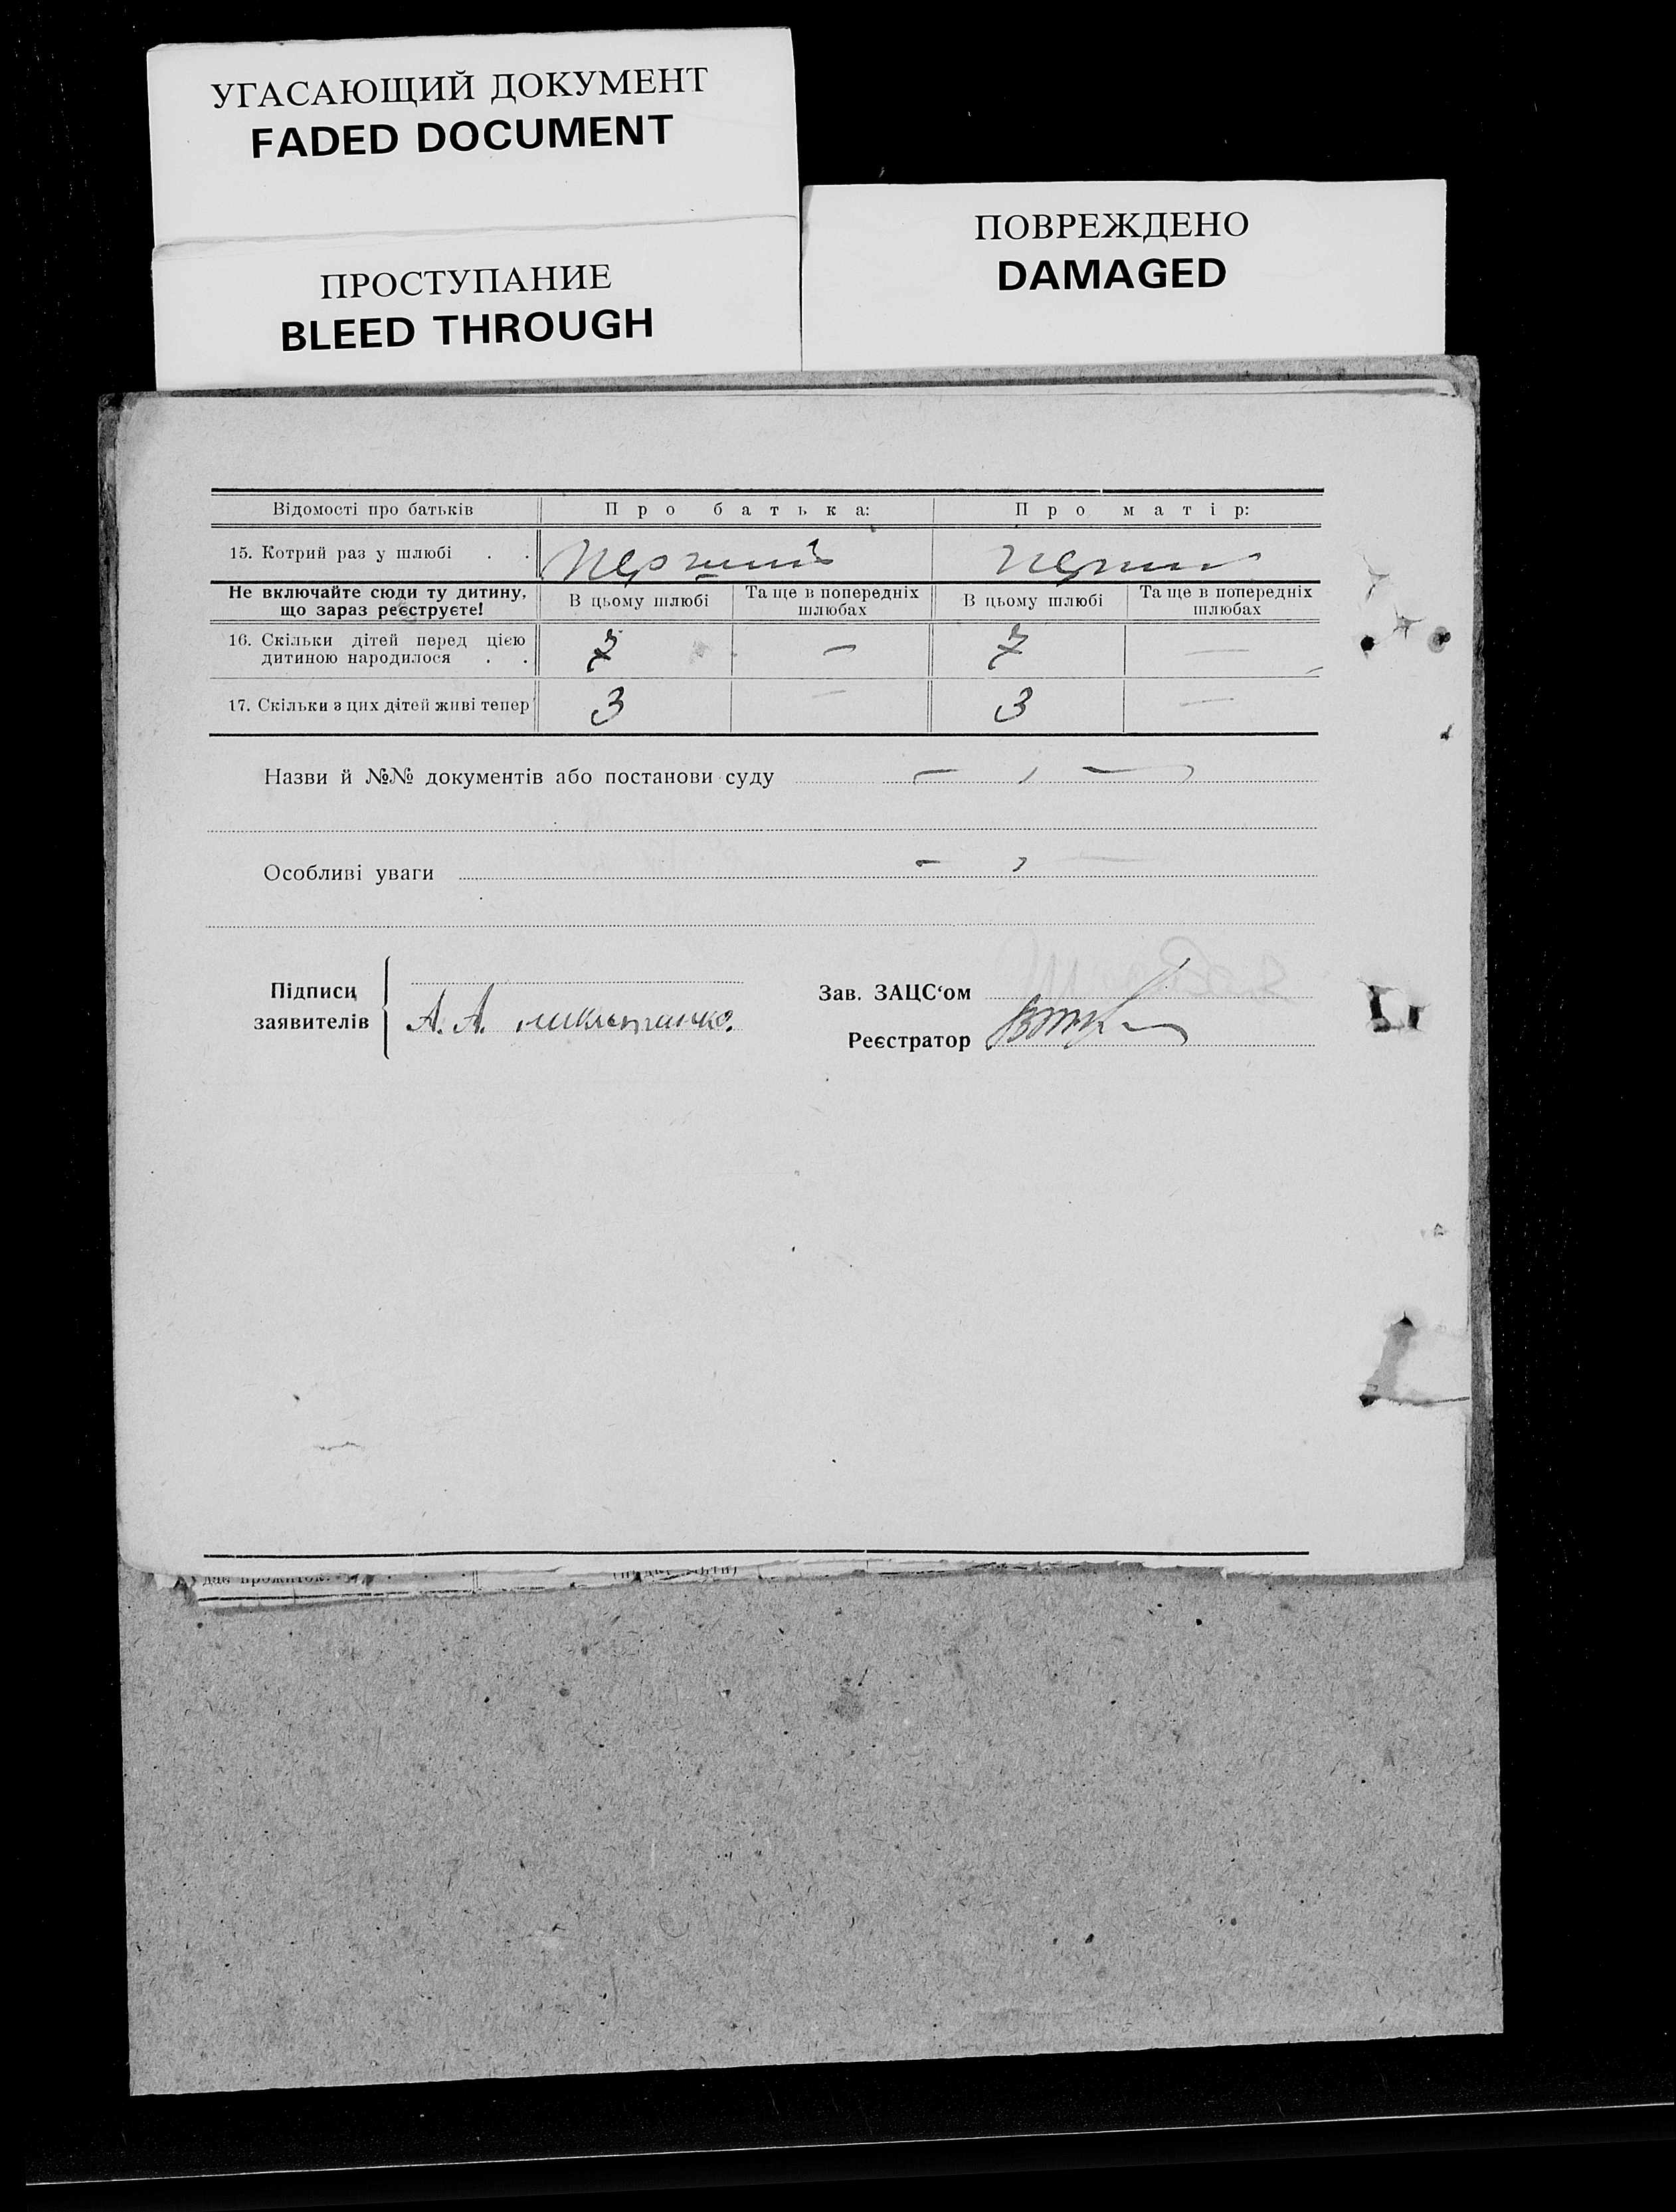 УГАСАЮЩИЙ ДОКУМЕНТ
FADED DOCUMENT
ПРОСТУПАНИЕ
BLEED THROUGH
ПОВРЕЖДЕНО
DAMAGED
Відомості про батьків Про батька: Про матір:
15. Котрий раз у шлюбі . . Перший перш
Не включайте сюди ту дитину, що зараз реєструєте! В цьому шлюбі Та ще в попередніх шлюбах В цьому шлюбі Та ще в попередніх шлюбах
16. Скільки дітей перед цією
дитиною народилося . . 7 — 7 —
17. Скільки з цих дітей живі тепер 3 — 3 —
Назви й №№ документів або постанови суду — —
Особливі уваги — —
Підписи
заявителів
А. А.
Зав. ЗАЦС‘ом
Реєстратор